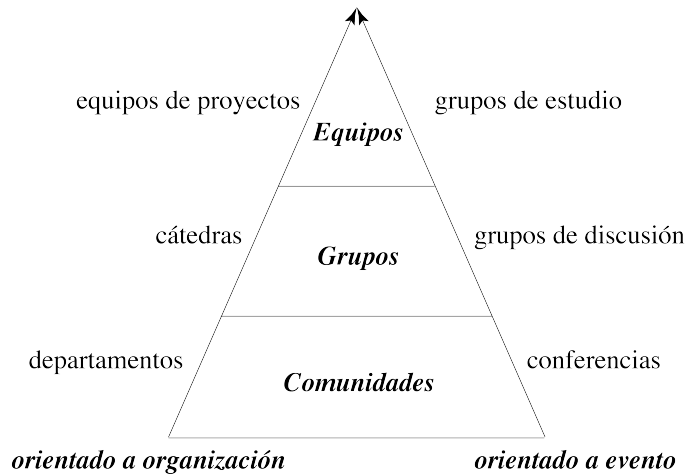 equipos de proyectos
grupos de estudio
Equipos
cátedras
grupos de discusión
Grupos
departamentos
conferencias
Comunidades
orientado a organización
orientado a evento